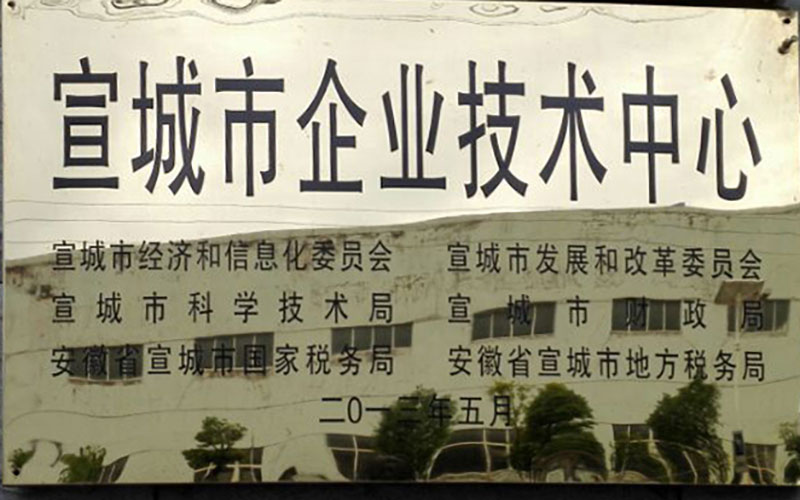 宣城市企业技术中心
宣城市经济和信息化委员会 宣城市发展和改革委员会
宣城市科学技术局 宣城市财政局
安徽省宣城市国家税务局 安徽省宣城市地方税务局
二〇一三年五月